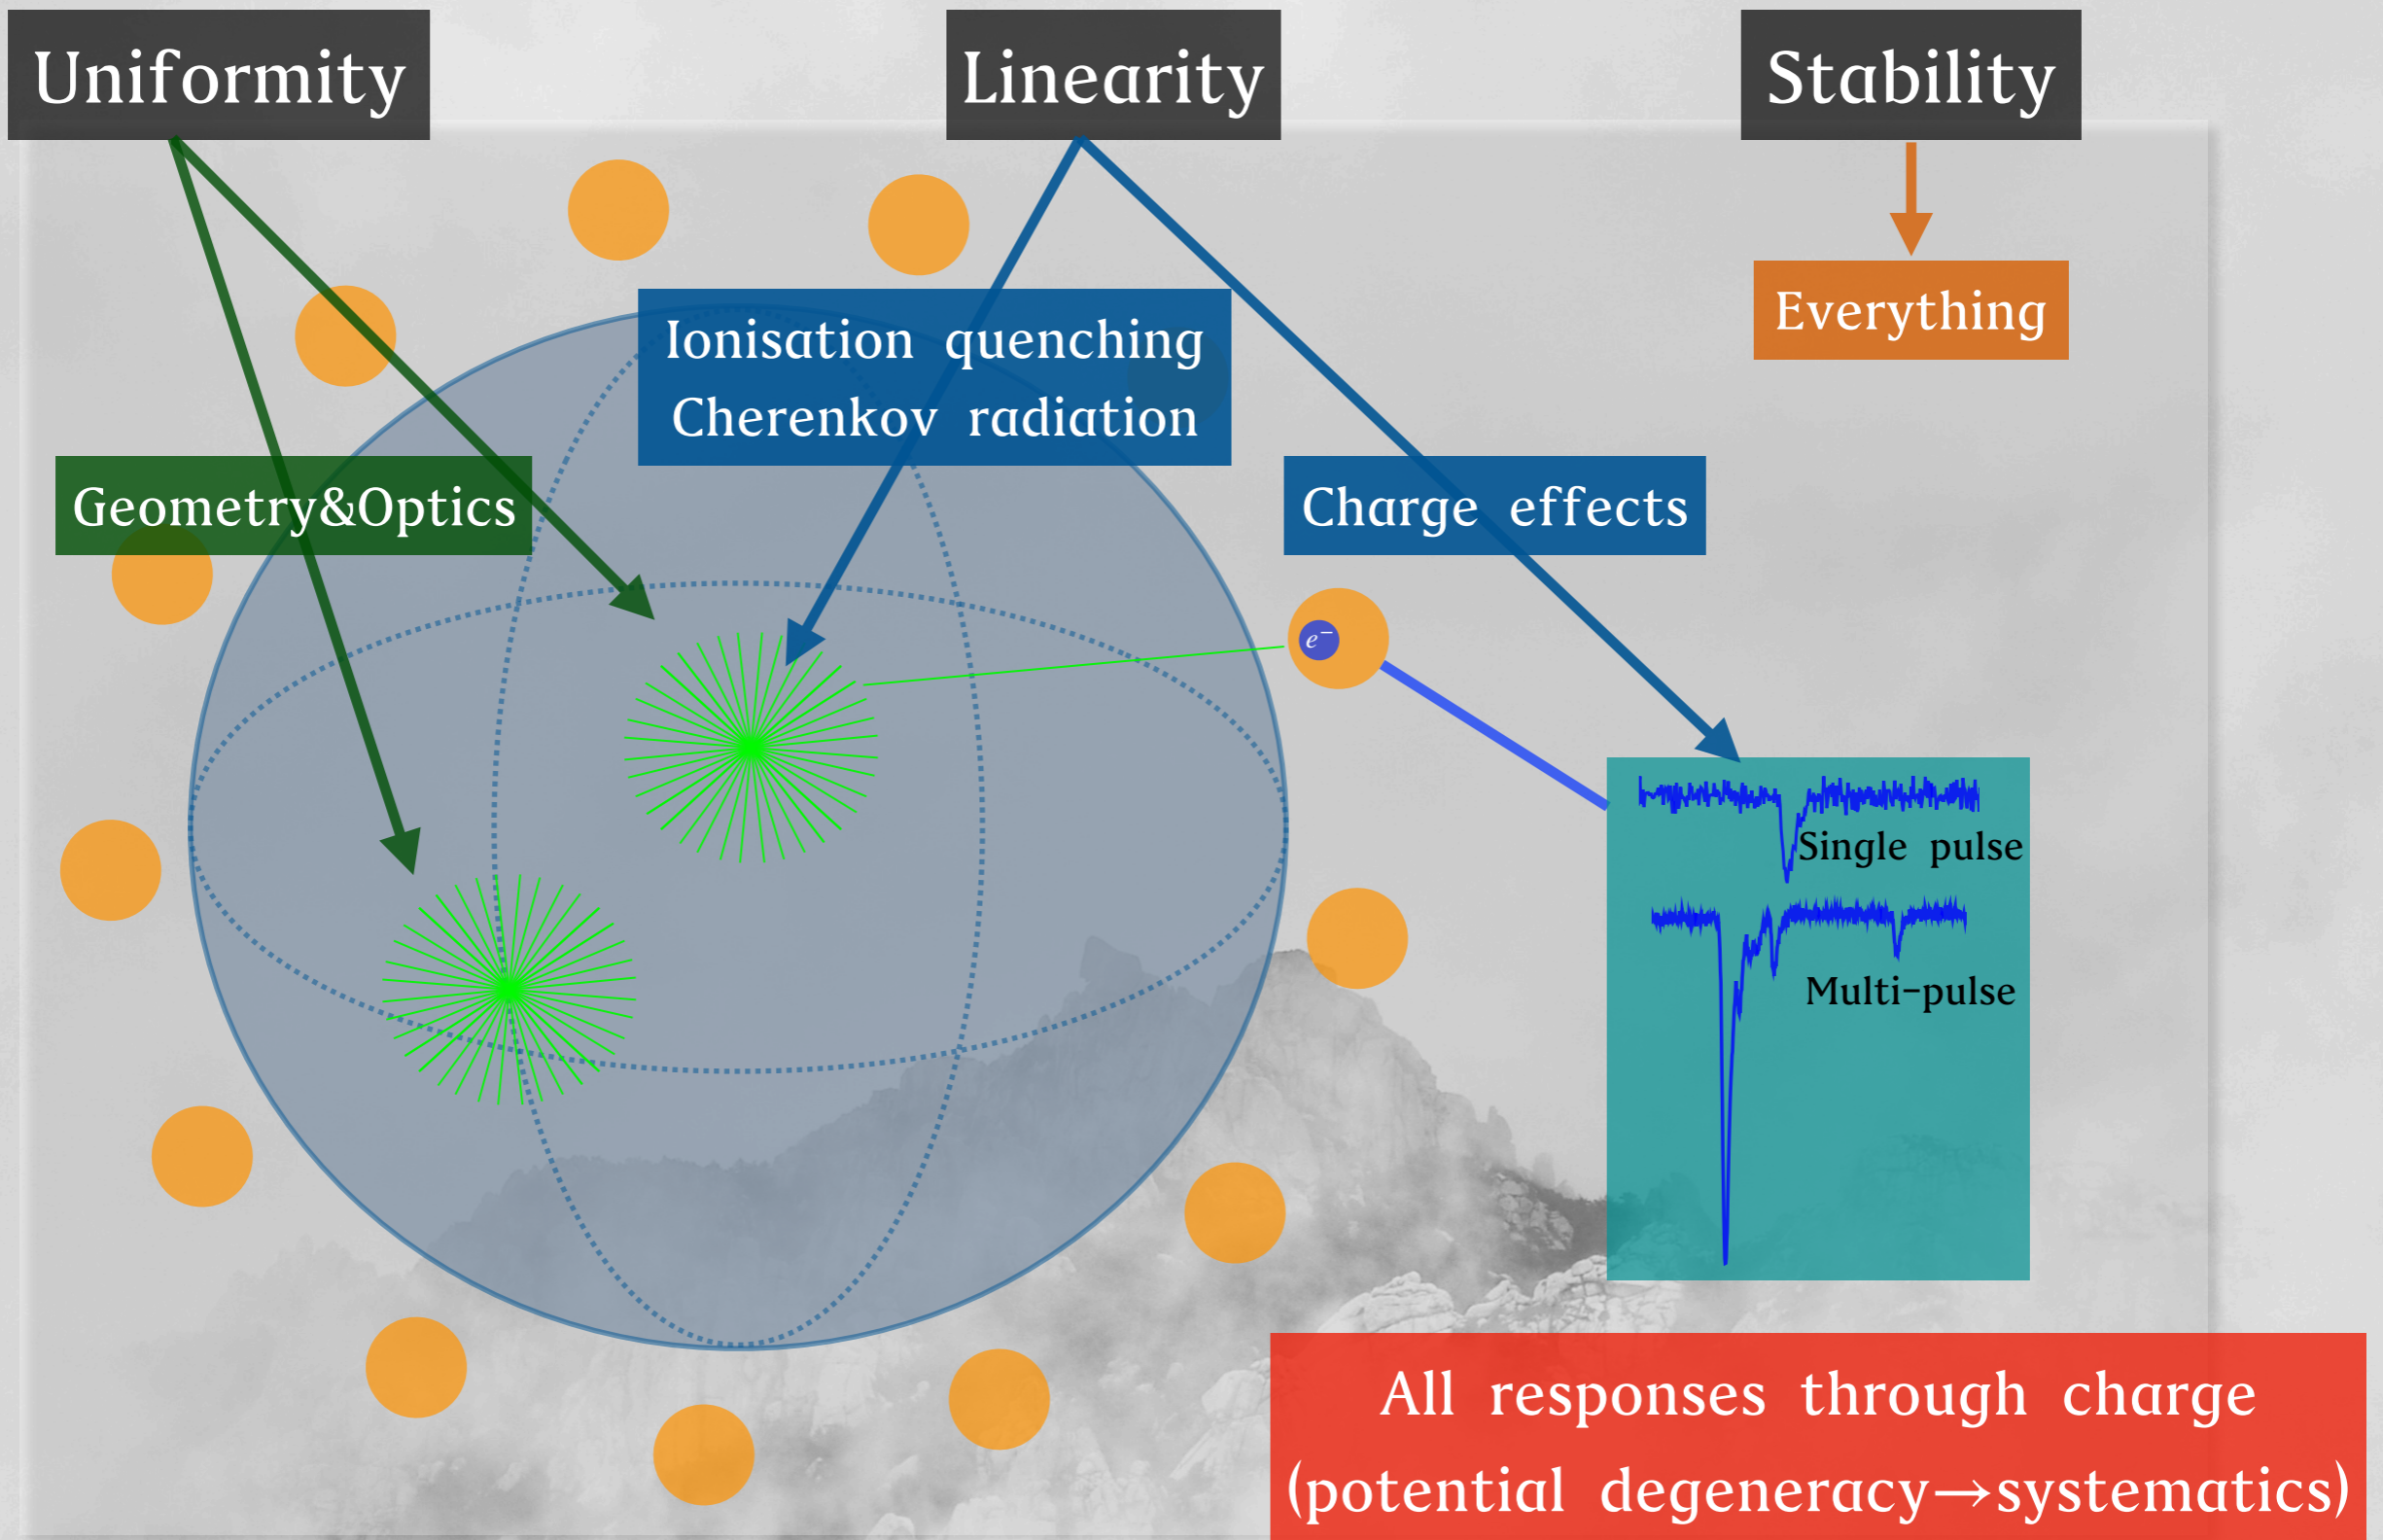 Uniformity
Linearity
Stability
Everything
Ionisation quenching
Cherenkov radiation
Geometry&Optics
Charge effects
e⁻
Single pulse
Multi-pulse
All responses through charge
(potential degeneracy→systematics)